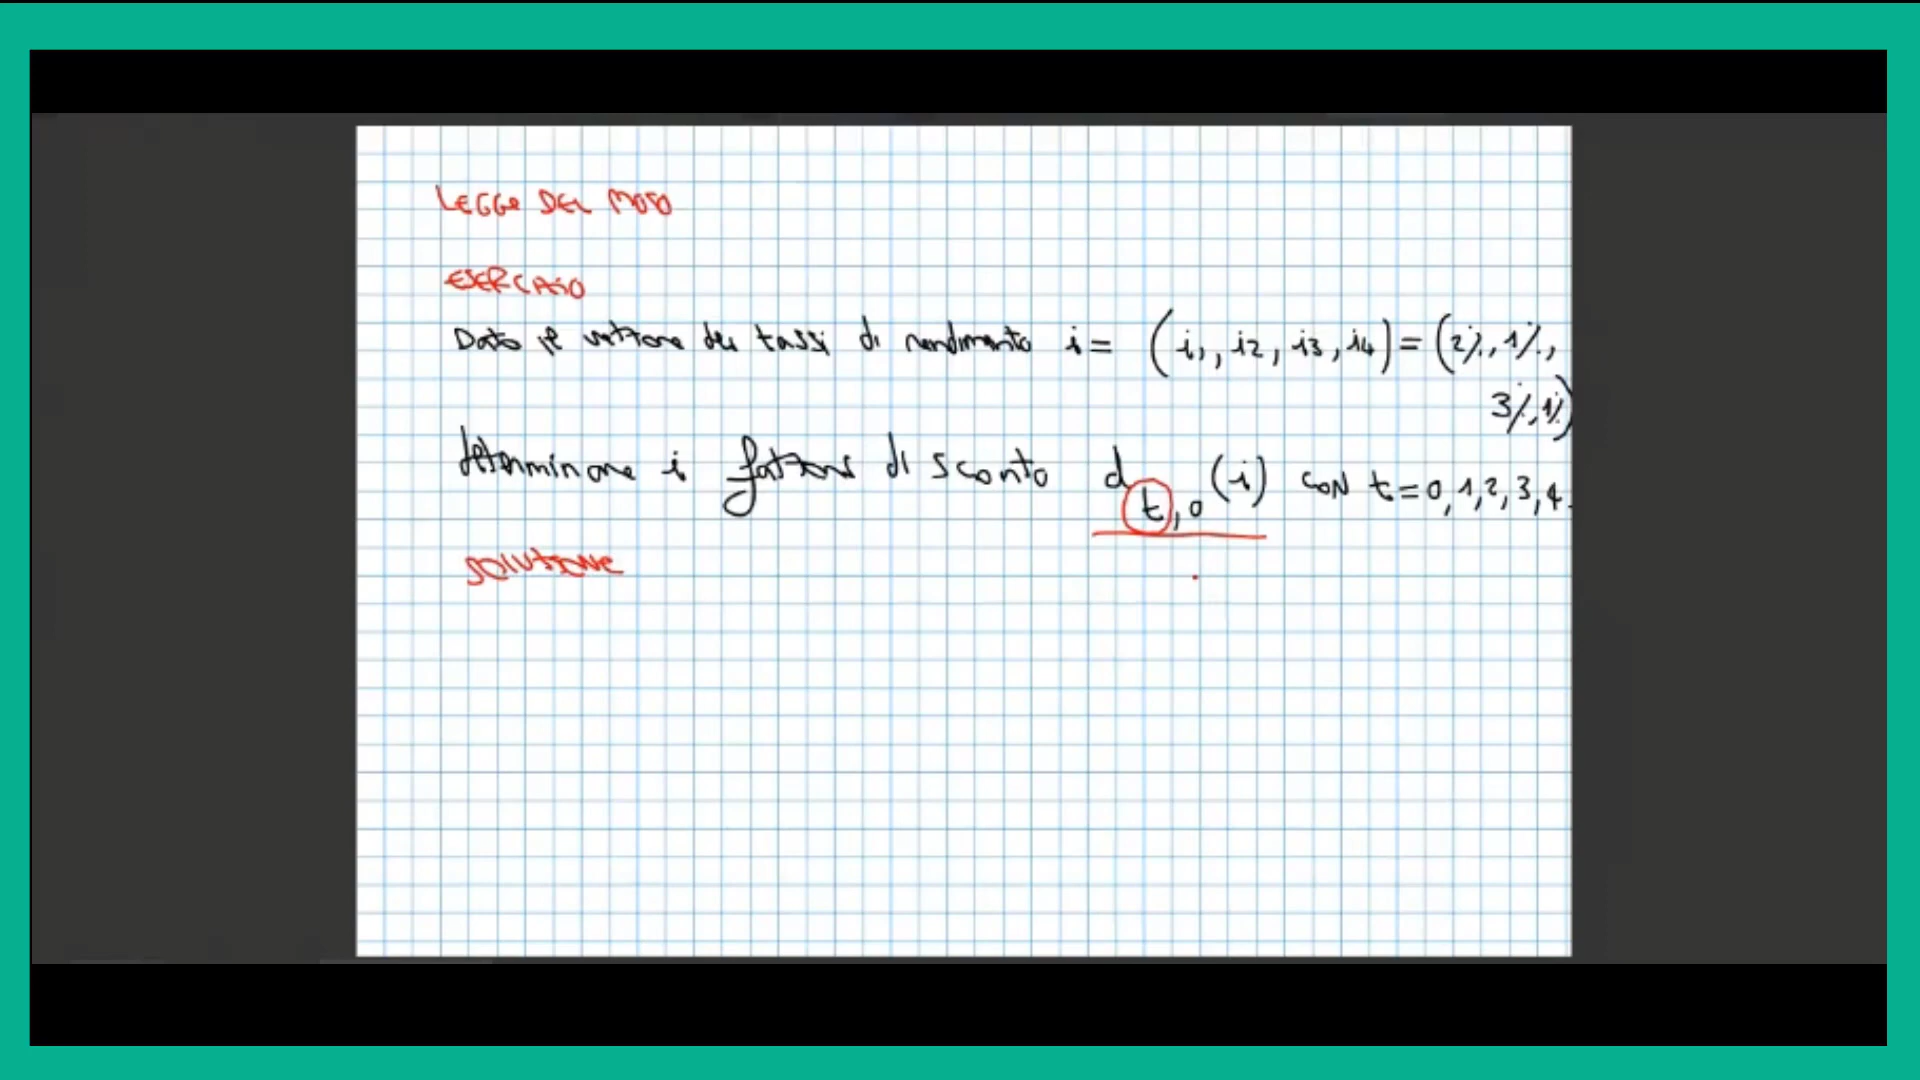 LEGGE DEL MOTO
ESERCIZIO
Dato il vettore dei tassi di rendimento i = (i1, i2, i3, i4) = (2%, 1%,
3%, 1%)
determinare i fattori di sconto d t,0 (i) CON t = 0, 1, 2, 3, 4.
SOLUZIONE